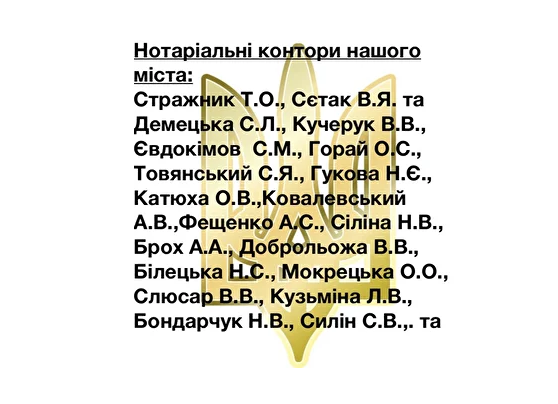 Нотаріальні контори нашого
міста:
Стражник Т.О., Сєтак В.Я. та
Демецька С.Л., Кучерук В.В.,
Євдокімов  С.М., Горай О.С.,
Товянський С.Я., Гукова Н.Є.,
Катюха О.В.,Ковалевський
А.В.,Фещенко А.С., Сіліна Н.В.,
Брох А.А., Доброльожа В.В.,
Білецька Н.С., Мокрецька О.О.,
Слюсар В.В., Кузьміна Л.В.,
Бондарчук Н.В., Силін С.В.,. та